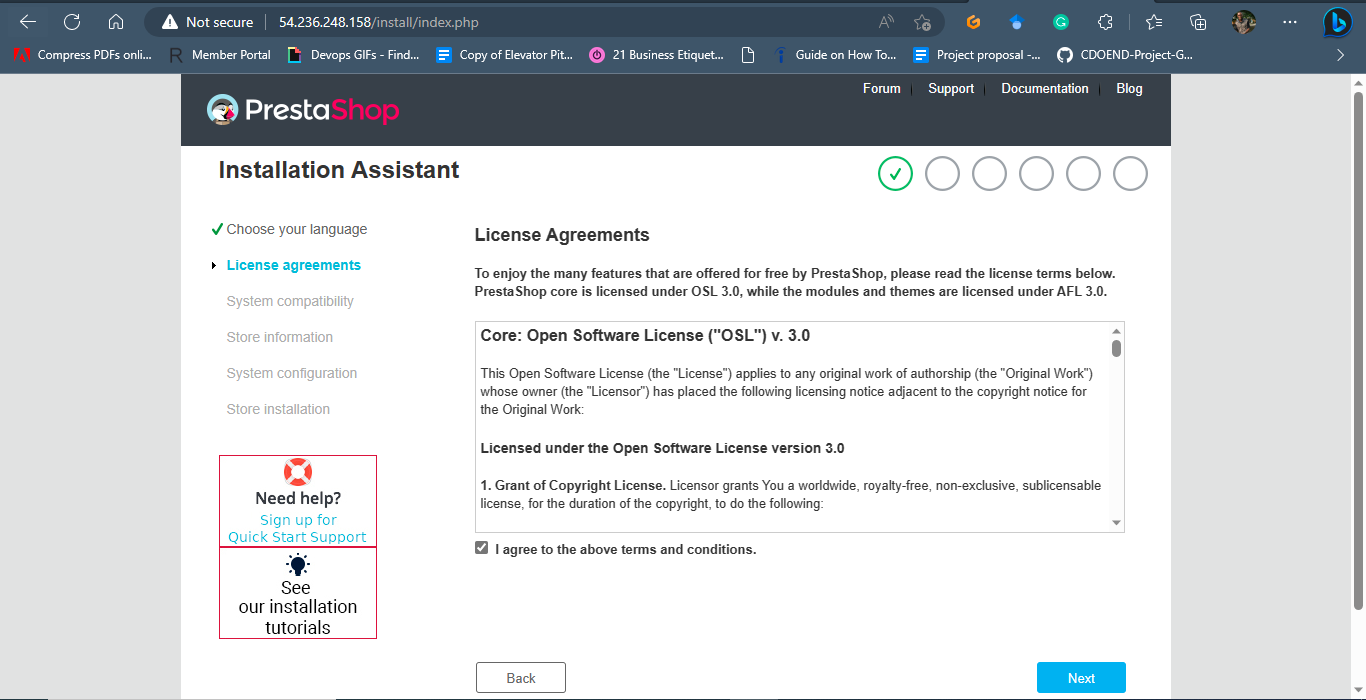 Not secure 54.236.248.158/install/index.php
Compress PDFs onli... Member Portal Devops GIFs - Find... Copy of Elevator Pit... 21 Business Etiquet... Guide on How To... Project proposal -... CDOEND-Project-G...
PrestaShop
Forum Support Documentation Blog
Installation Assistant
Choose your language
License agreements
System compatibility
Store information
System configuration
Store installation
Need help?
Sign up for
Quick Start Support
See
our installation
tutorials
License Agreements
To enjoy the many features that are offered for free by PrestaShop, please read the license terms below.
PrestaShop core is licensed under OSL 3.0, while the modules and themes are licensed under AFL 3.0.
Core: Open Software License ("OSL") v. 3.0
This Open Software License (the "License") applies to any original work of authorship (the "Original Work")
whose owner (the "Licensor") has placed the following licensing notice adjacent to the copyright notice for
the Original Work:
Licensed under the Open Software License version 3.0
1. Grant of Copyright License. Licensor grants You a worldwide, royalty-free, non-exclusive, sublicensable
license, for the duration of the copyright, to do the following:
I agree to the above terms and conditions.
Back
Next